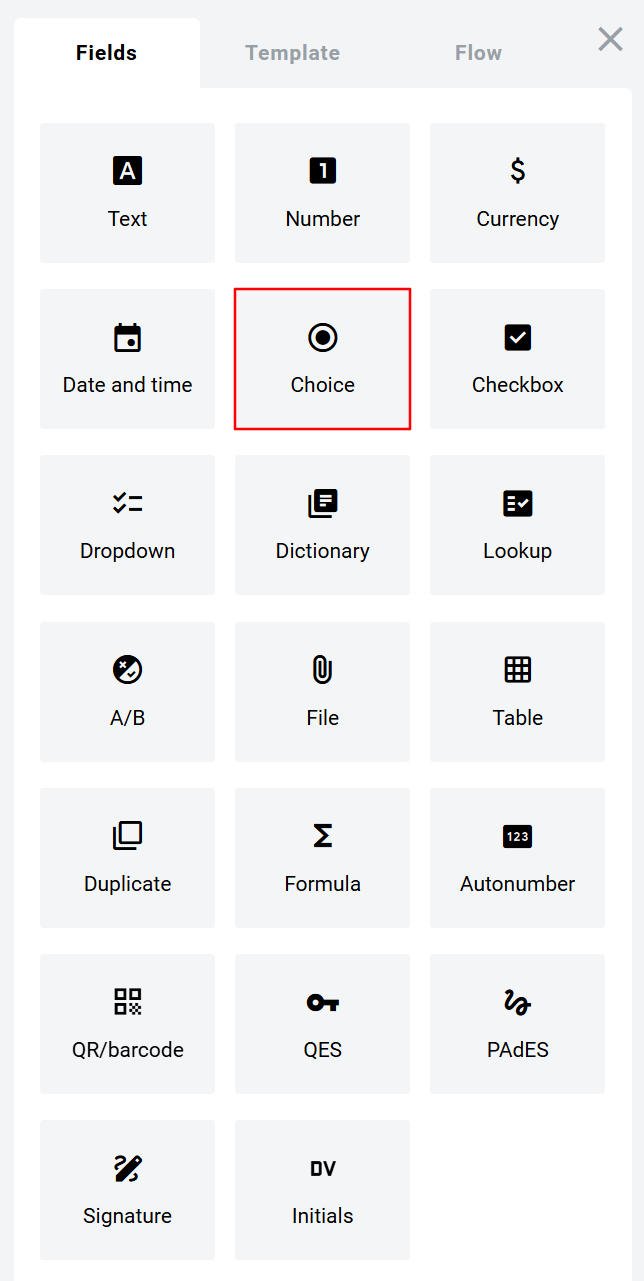 Fields Template Flow
A 1 $
Text Number Currency
Date and time Choice Checkbox
Dropdown Dictionary Lookup
A/B File Table
Σ 123
Duplicate Formula Autonumber
QR/barcode QES PAdES
DV
Signature Initials